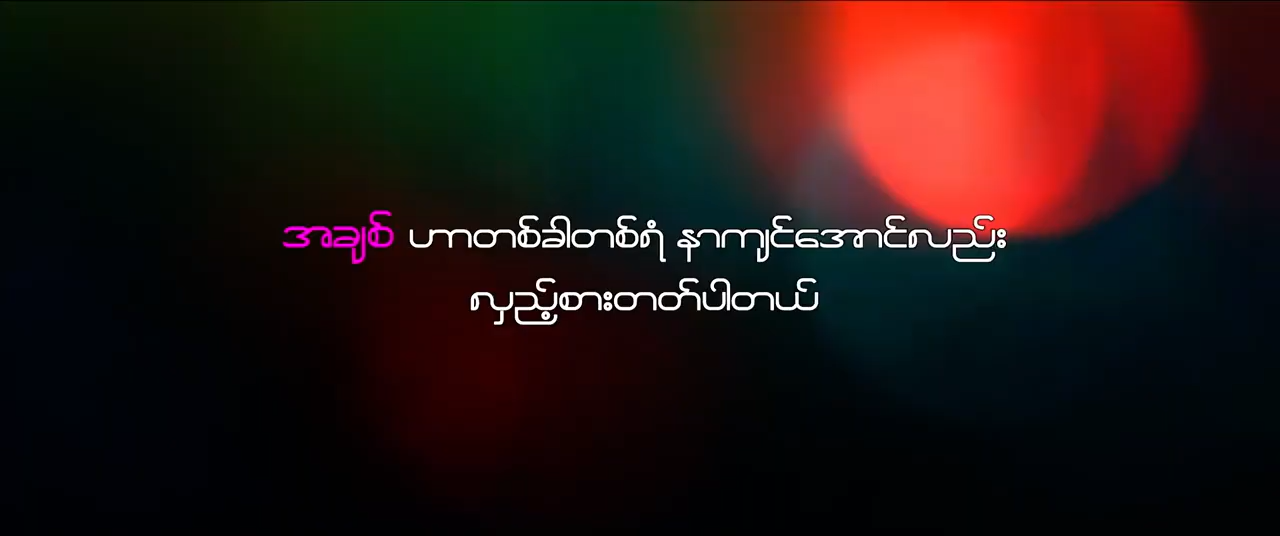 အချစ် ဟာတစ်ခါတစ်ရံ နာကျင်အောင်လည်း
လှည့်စားတတ်ပါတယ်